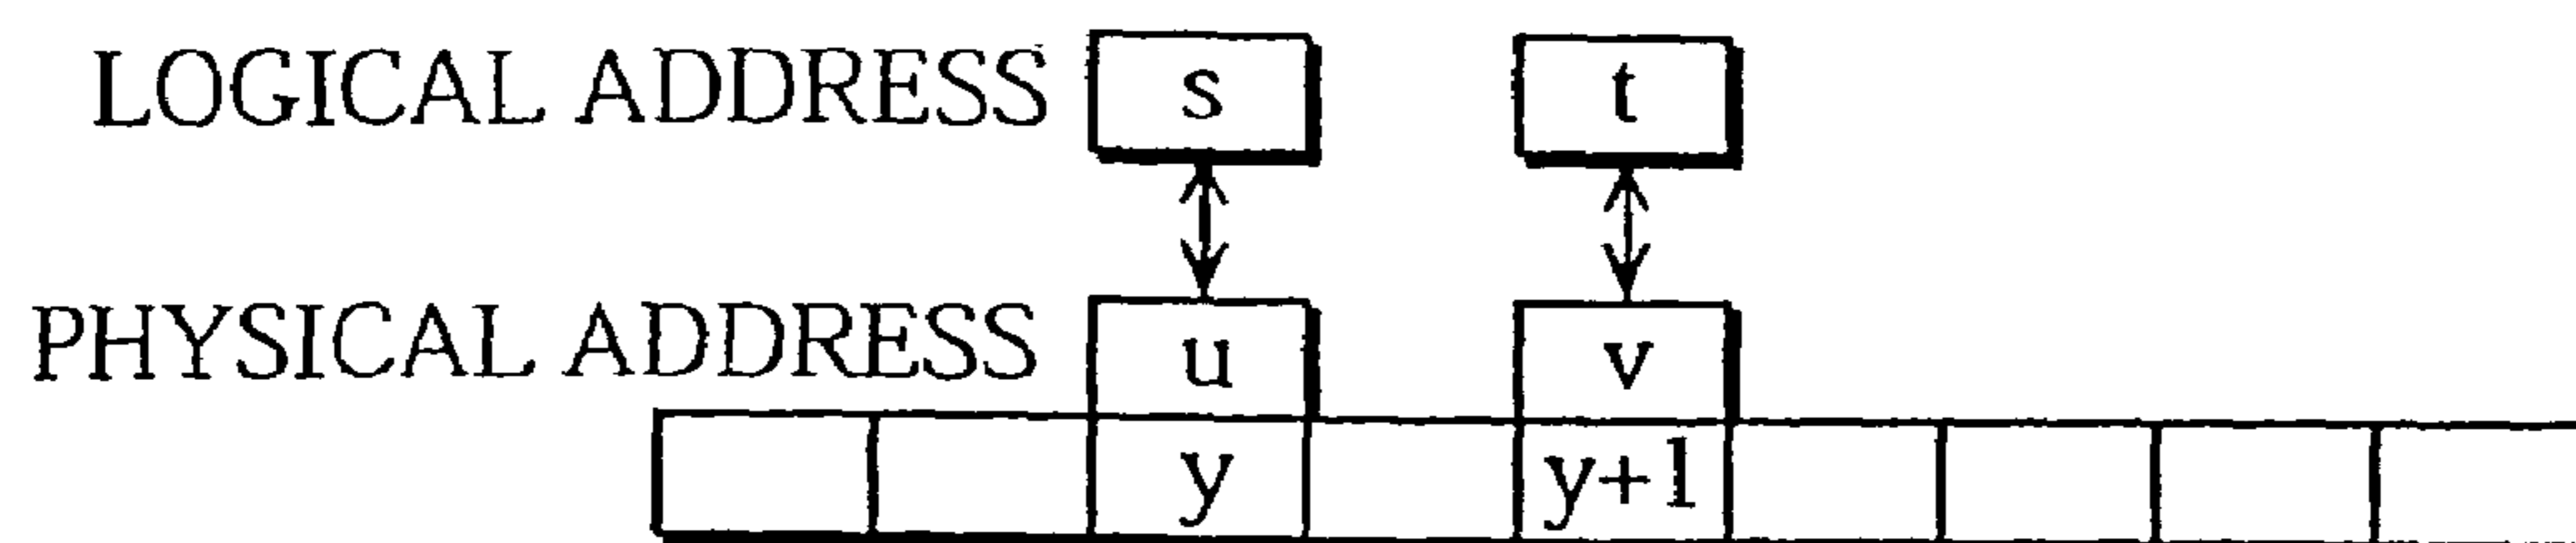 LOGICAL ADDRESS s t
PHYSICAL ADDRESS u v
y y+1